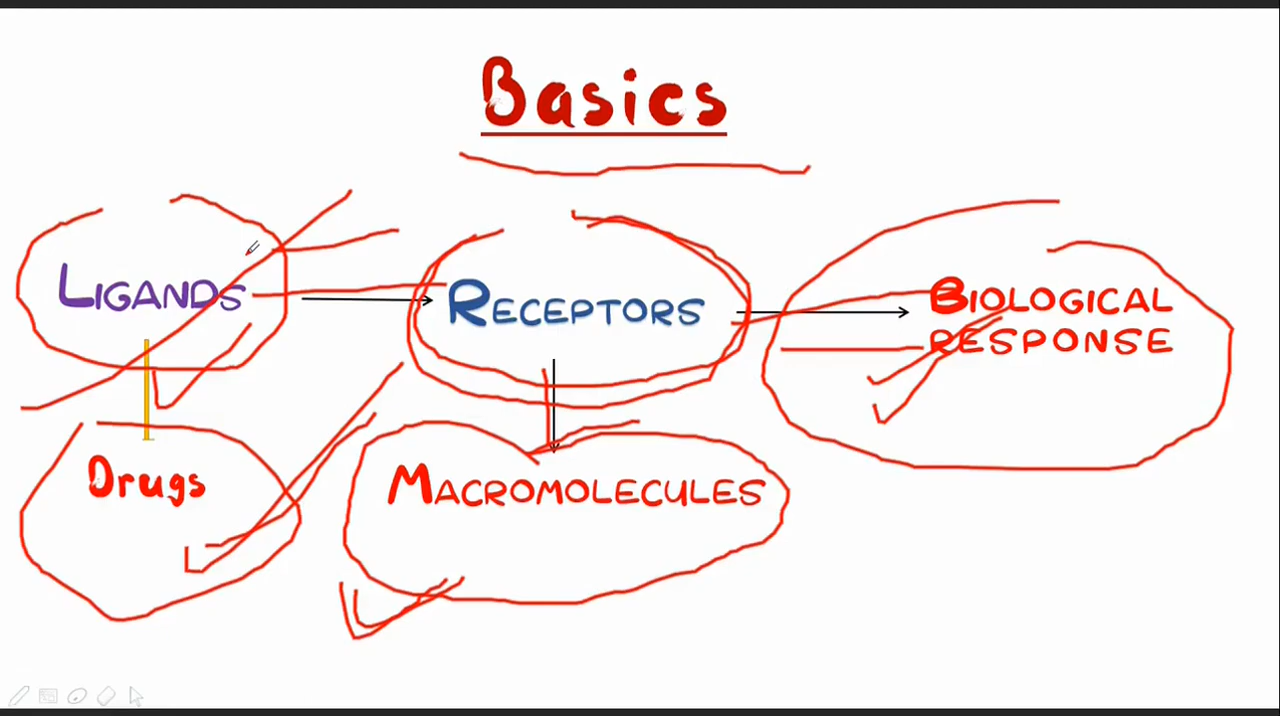 Basics
LIGANDS
RECEPTORS
BIOLOGICAL
RESPONSE
Drugs
MACROMOLECULES